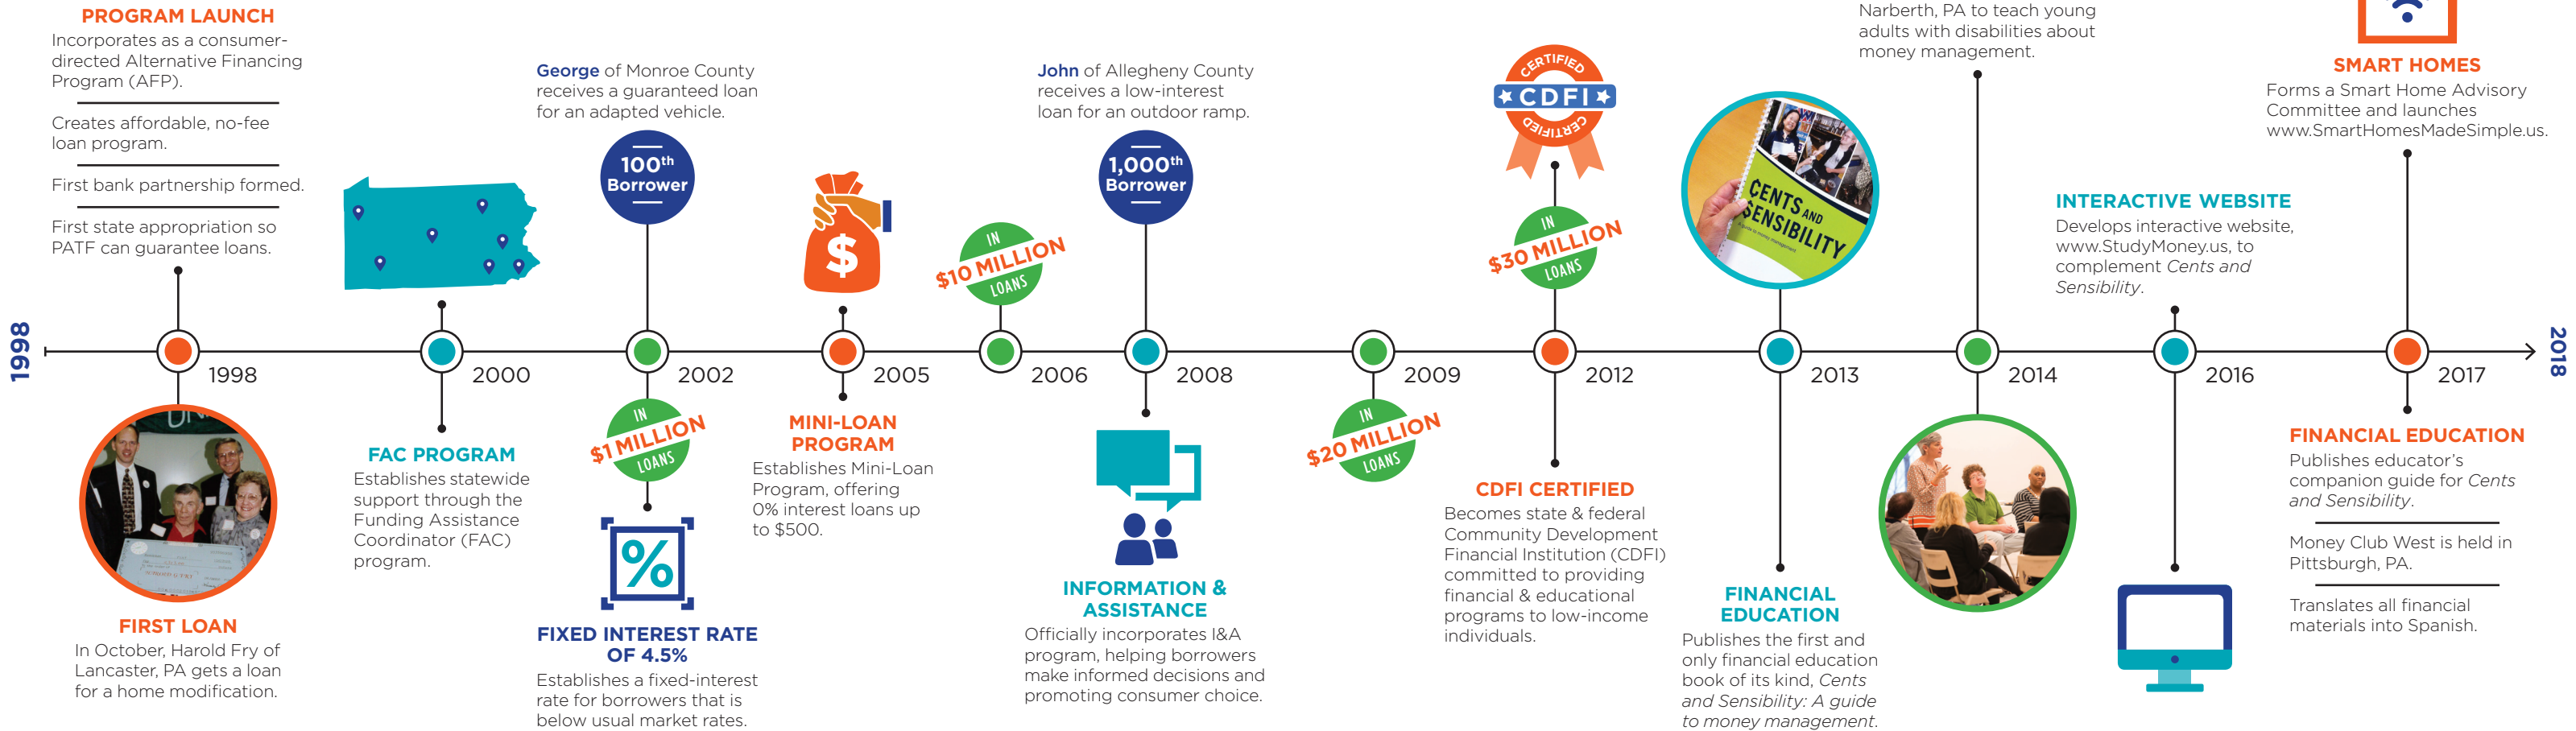 PROGRAM LAUNCH
Incorporates as a consumer-
directed Alternative Financing
Program (AFP).
Creates affordable, no-fee
loan program.
First bank partnership formed.
First state appropriation so
PATF can guarantee loans.
George of Monroe County
receives a guaranteed loan
for an adapted vehicle.
100th
Borrower
$
IN
$10 MILLION
LOANS
John of Allegheny County
receives a low-interest
loan for an outdoor ramp.
1,000th
Borrower
CERTIFIED
CDFI
CERTIFIED
IN
$30 MILLION
LOANS
¢ENTS AND
$ENSIBILITY
A guide to money management
Narberth, PA to teach young
adults with disabilities about
money management.
INTERACTIVE WEBSITE
Develops interactive website,
www.StudyMoney.us, to
complement Cents and
Sensibility.
SMART HOMES
Forms a Smart Home Advisory
Committee and launches
www.SmartHomesMadeSimple.us.
1998
1998
2000
2002
2005
2006
2008
2009
2012
2013
2014
2016
2017
2018
FIRST LOAN
In October, Harold Fry of
Lancaster, PA gets a loan
for a home modification.
FAC PROGRAM
Establishes statewide
support through the
Funding Assistance
Coordinator (FAC)
program.
IN
$1 MILLION
LOANS
%
FIXED INTEREST RATE
OF 4.5%
Establishes a fixed-interest
rate for borrowers that is
below usual market rates.
MINI-LOAN
PROGRAM
Establishes Mini-Loan
Program, offering
0% interest loans up
to $500.
INFORMATION &
ASSISTANCE
Officially incorporates I&A
program, helping borrowers
make informed decisions and
promoting consumer choice.
IN
$20 MILLION
LOANS
CDFI CERTIFIED
Becomes state & federal
Community Development
Financial Institution (CDFI)
committed to providing
financial & educational
programs to low-income
individuals.
FINANCIAL
EDUCATION
Publishes the first and
only financial education
book of its kind, Cents
and Sensibility: A guide
to money management.
FINANCIAL EDUCATION
Publishes educator's
companion guide for Cents
and Sensibility.
Money Club West is held in
Pittsburgh, PA.
Translates all financial
materials into Spanish.